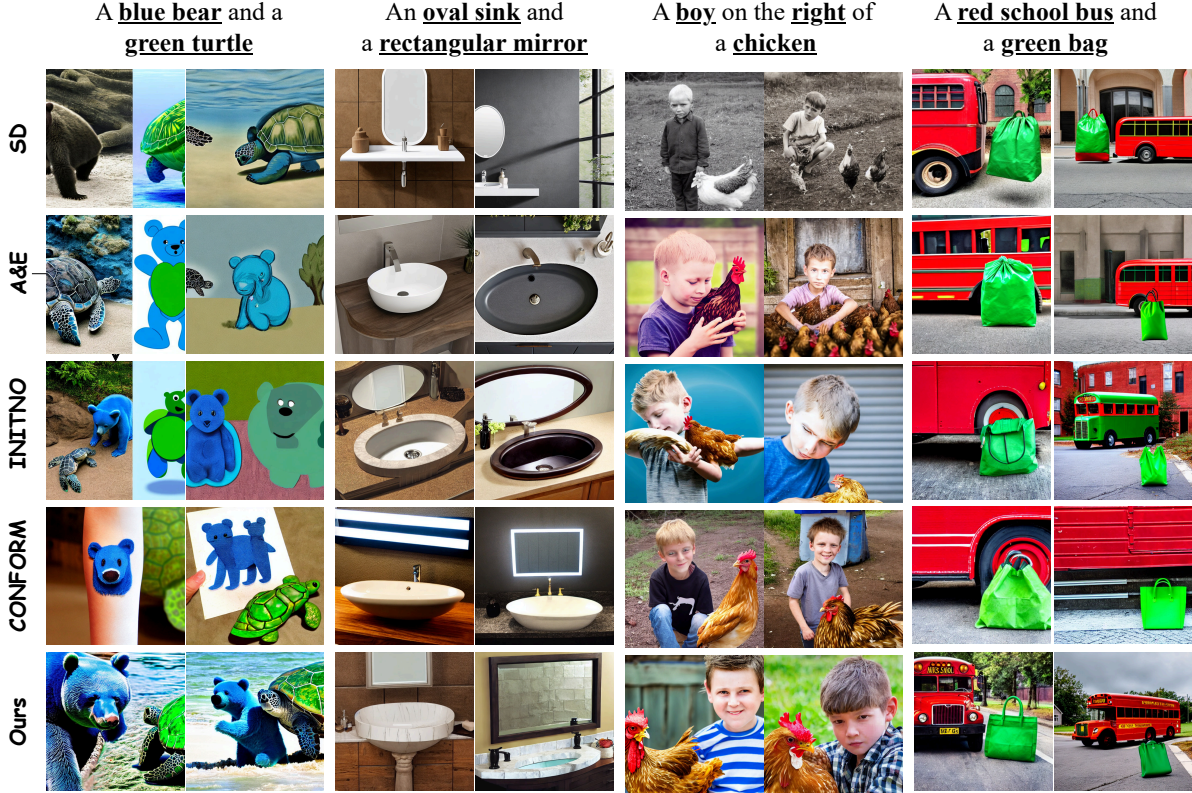 A blue bear and a
green turtle
An oval sink and
a rectangular mirror
A boy on the right of
a chicken
A red school bus and
a green bag
SD
A&E
INITNO
CONFORM
Ours